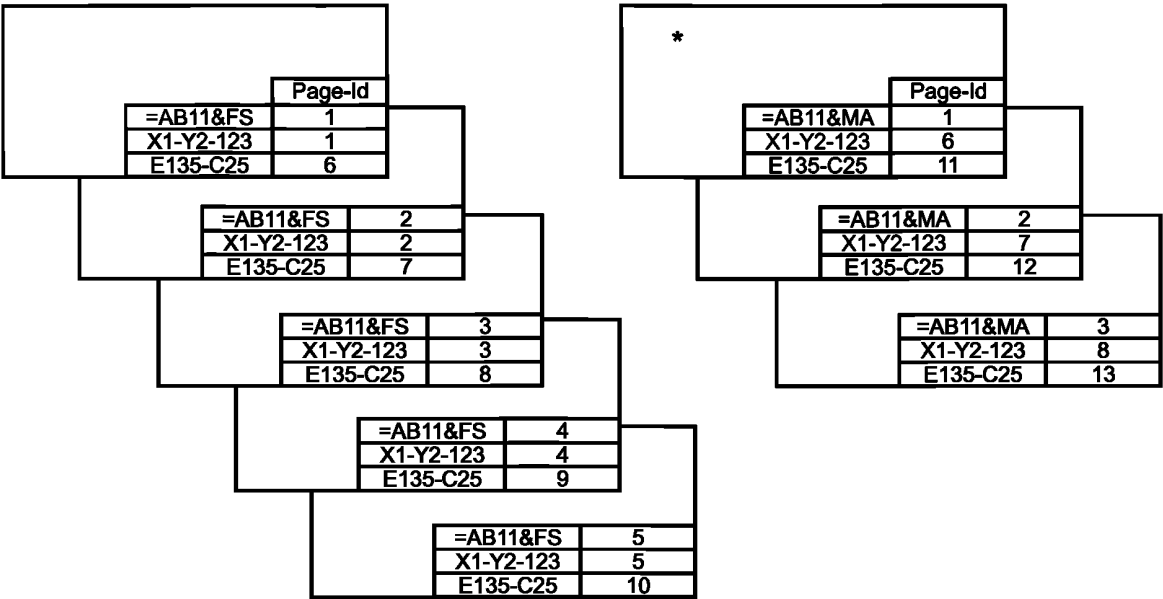 Page-Id
=AB11&FS 1
X1-Y2-123 1
E135-C25 6
=AB11&FS 2
X1-Y2-123 2
E135-C25 7
=AB11&FS 3
X1-Y2-123 3
E135-C25 8
=AB11&FS 4
X1-Y2-123 4
E135-C25 9
=AB11&FS 5
X1-Y2-123 5
E135-C25 10
*
Page-Id
=AB11&MA 1
X1-Y2-123 6
E135-C25 11
=AB11&MA 2
X1-Y2-123 7
E135-C25 12
=AB11&MA 3
X1-Y2-123 8
E135-C25 13